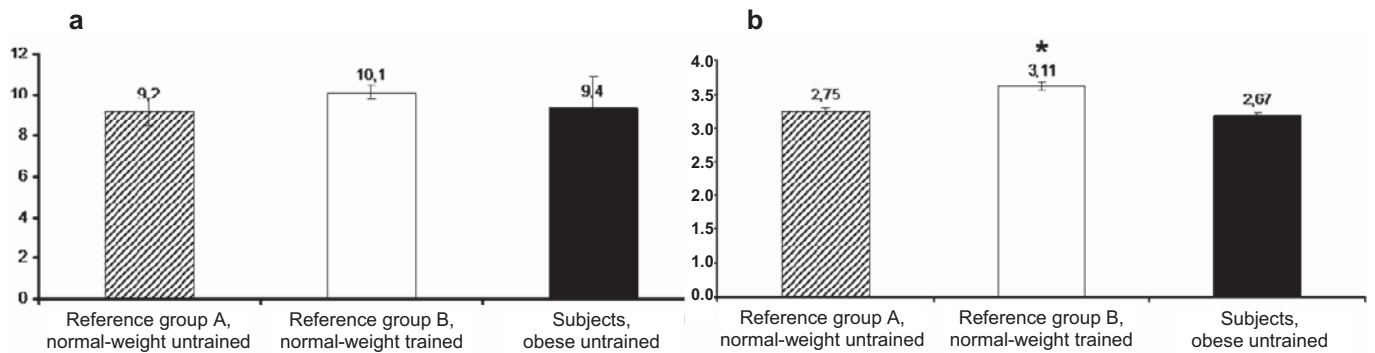 a
12
10
8
6
4
2
0
9,2
10,1
9,4
Reference group A,
normal-weight untrained
Reference group B,
normal-weight trained
Subjects,
obese untrained
b
4.0
3.5
3.0
2.5
2.0
1.5
1.0
0.0
2,75
*
3,11
2,67
Reference group A,
normal-weight untrained
Reference group B,
normal-weight trained
Subjects,
obese untrained